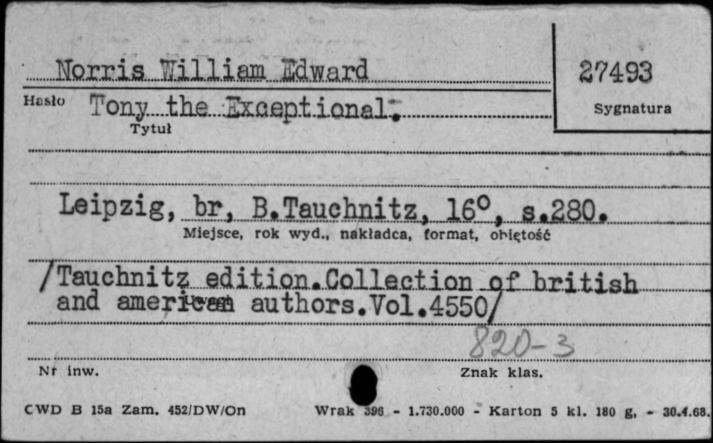 Norris William Edward
27493
Hasło Tony the Exceptional.
Sygnatura
Tytuł
Leipzig, br, B.Tauchnitz, 16°, s.280.
Miejsce, rok wyd., nakładca, format, objętość
/Tauchnitz edition.Collection of british
and american authors.Vol.4550/
Uwagi
820-3
Nr inw.
Znak klas.
CWD B 15a Zam. 452/DW/On Wrak 396 - 1.730.000 - Karton 5 kl. 180 g, - 30.4.68.